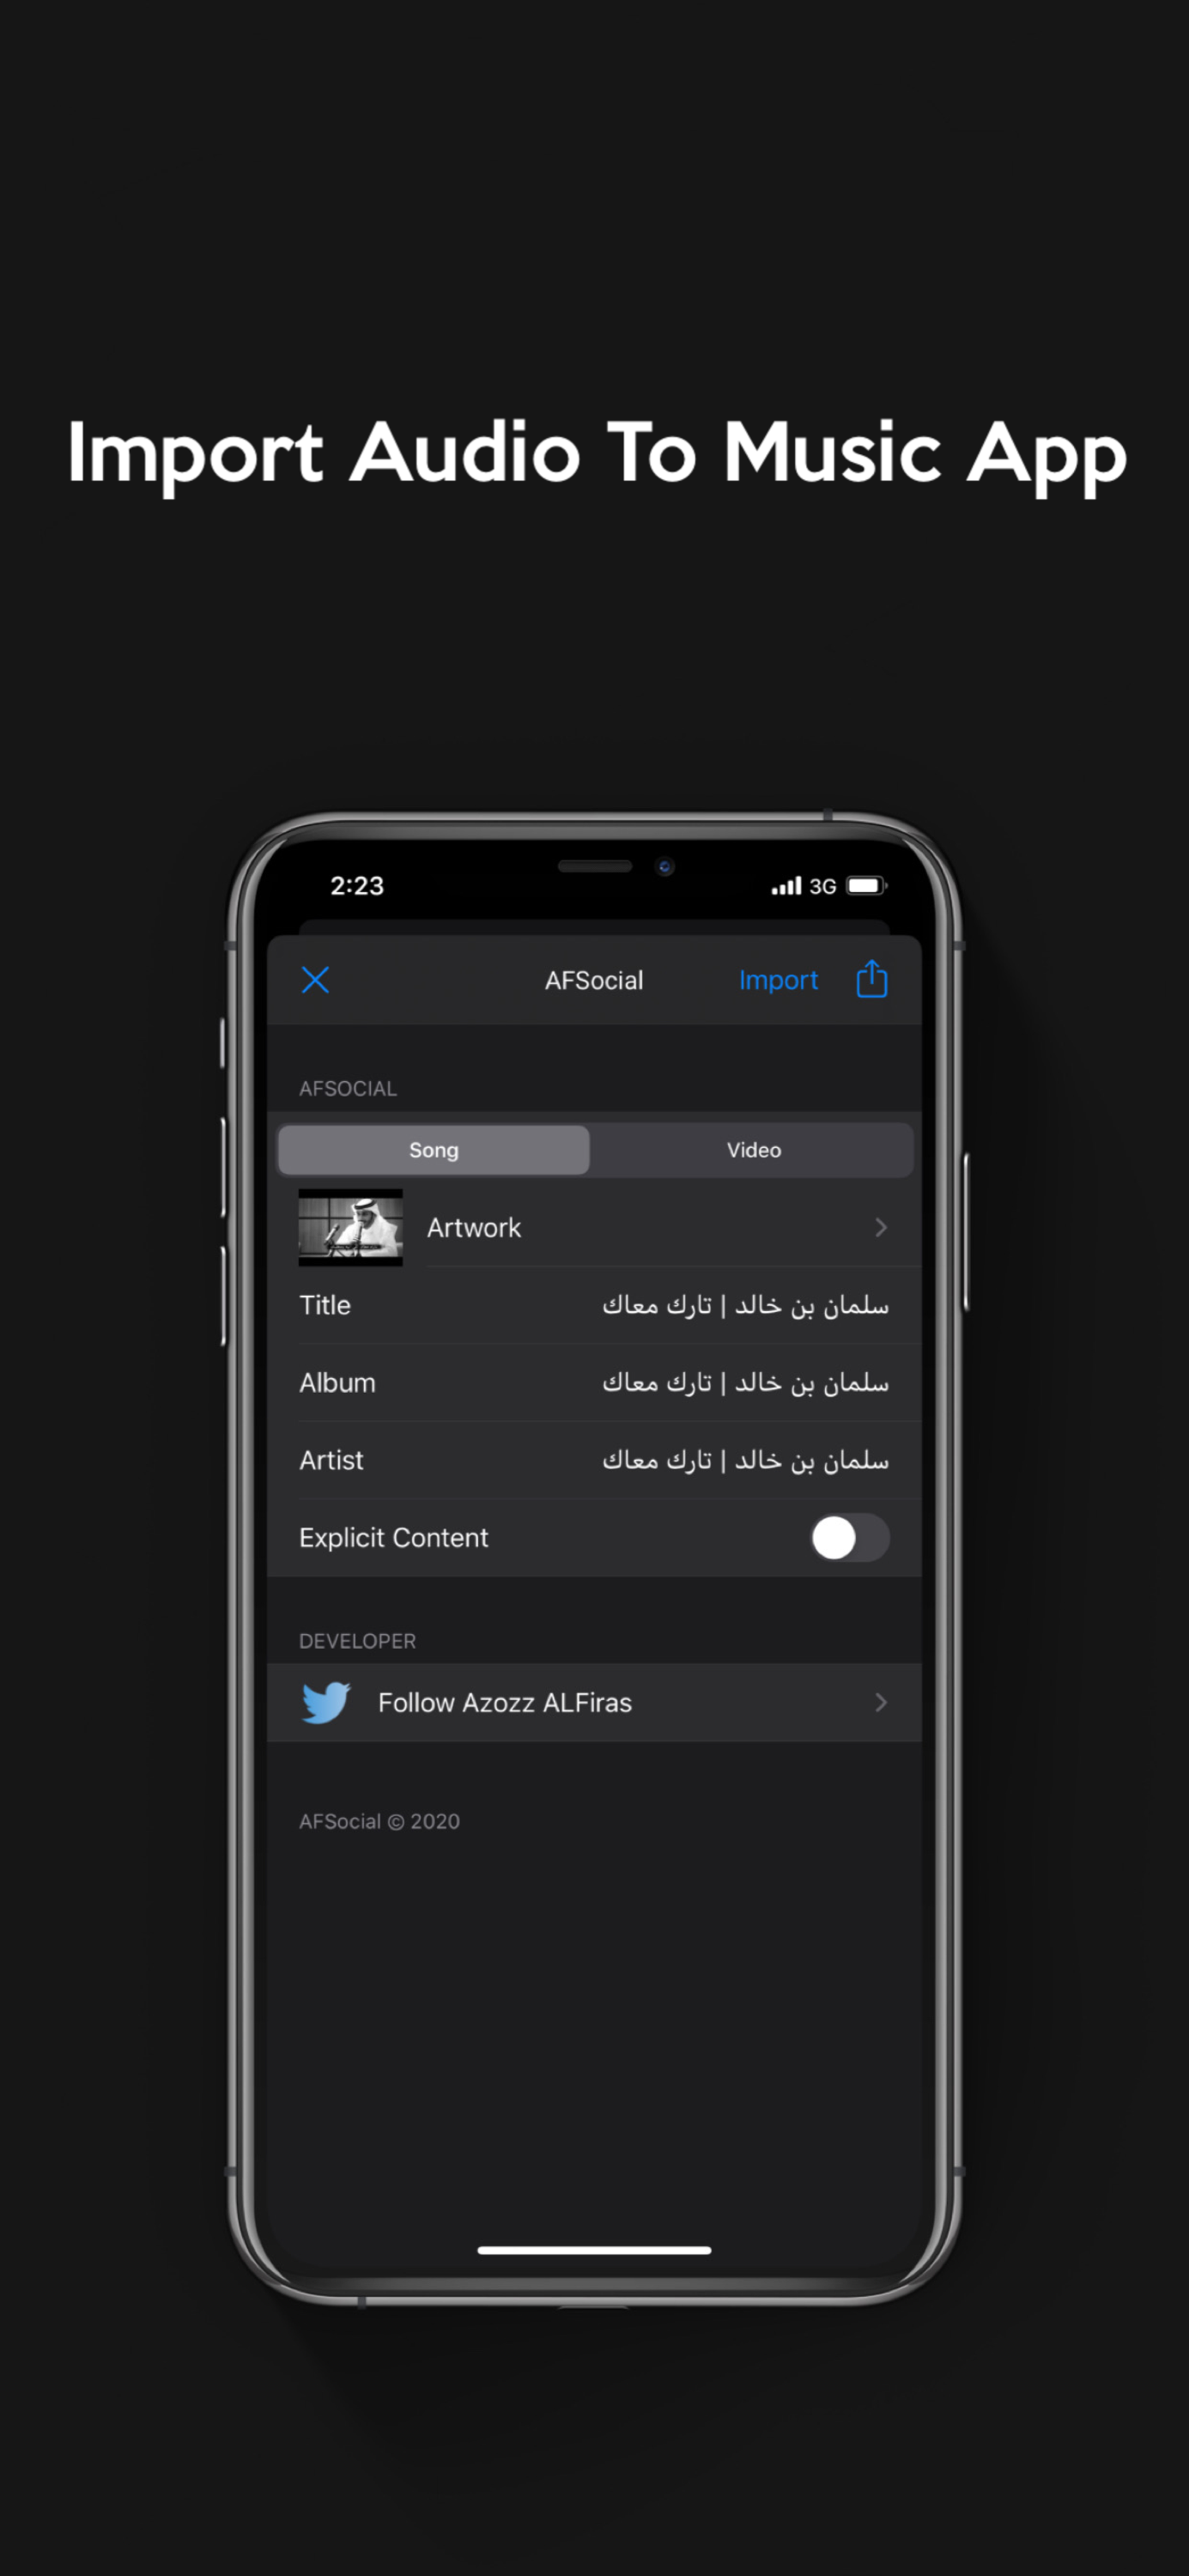 Import Audio To Music App
2:23
3G
AFSocial
Import
AFSOCIAL
Song
Video
Artwork
Title
سلمان بن خالد | تارك معاك
Album
سلمان بن خالد | تارك معاك
Artist
سلمان بن خالد | تارك معاك
Explicit Content
DEVELOPER
Follow Azozz ALFiras
AFSocial © 2020